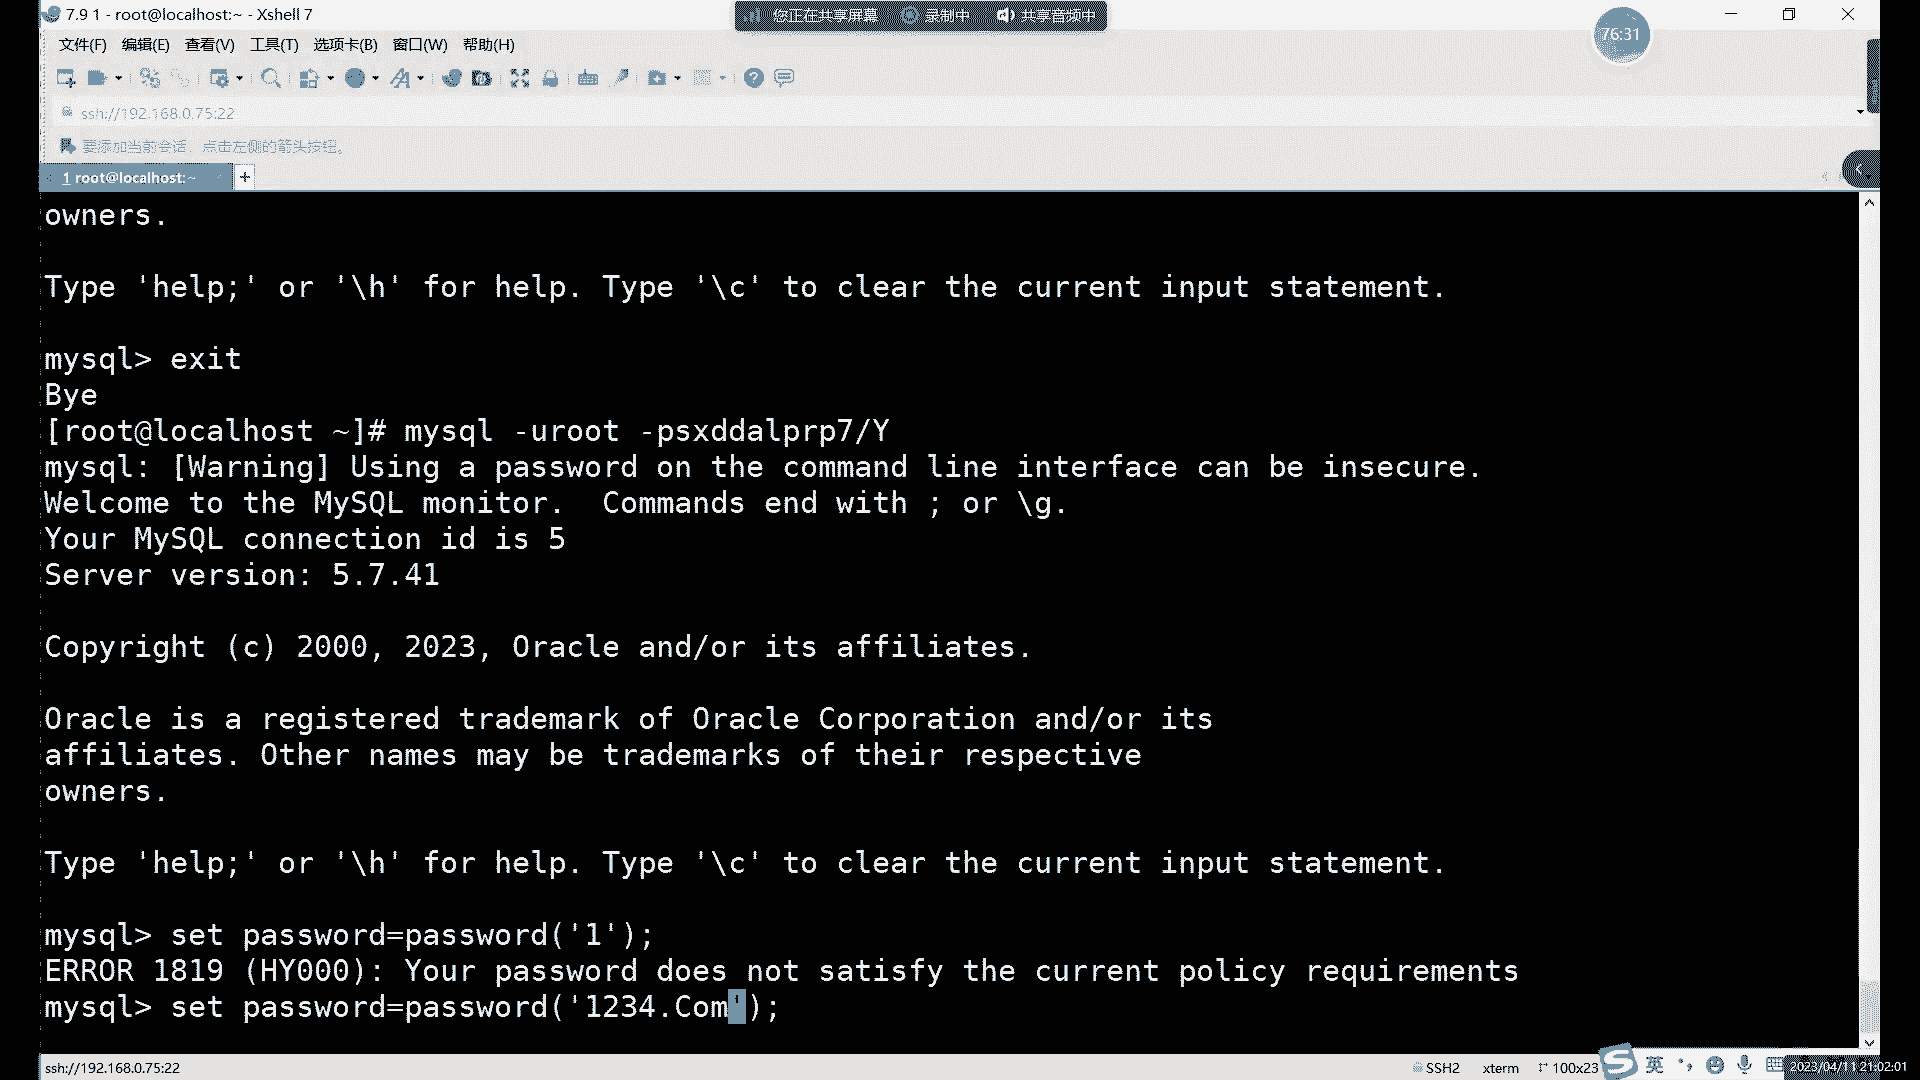 7.9 1 - root@localhost:~ - Xshell 7
您正在共享屏幕 录制中 共享音频中
76:31
文件(F) 编辑(E) 查看(V) 工具(T) 选项卡(B) 窗口(W) 帮助(H)
ssh://192.168.0.75:22
要添加当前会话，点击左侧的箭头按钮。
1 root@localhost:~
owners.
Type 'help;' or '\h' for help. Type '\c' to clear the current input statement.
mysql> exit
Bye
[root@localhost ~]# mysql -uroot -psxddalprp7/Y
mysql: [Warning] Using a password on the command line interface can be insecure.
Welcome to the MySQL monitor.  Commands end with ; or \g.
Your MySQL connection id is 5
Server version: 5.7.41
Copyright (c) 2000, 2023, Oracle and/or its affiliates.
Oracle is a registered trademark of Oracle Corporation and/or its
affiliates. Other names may be trademarks of their respective
owners.
Type 'help;' or '\h' for help. Type '\c' to clear the current input statement.
mysql> set password=password('1');
ERROR 1819 (HY000): Your password does not satisfy the current policy requirements
mysql> set password=password('1234.Com');
ssh://192.168.0.75:22 SSH2 xterm 100x23 英 2023/04/11 21:02:01